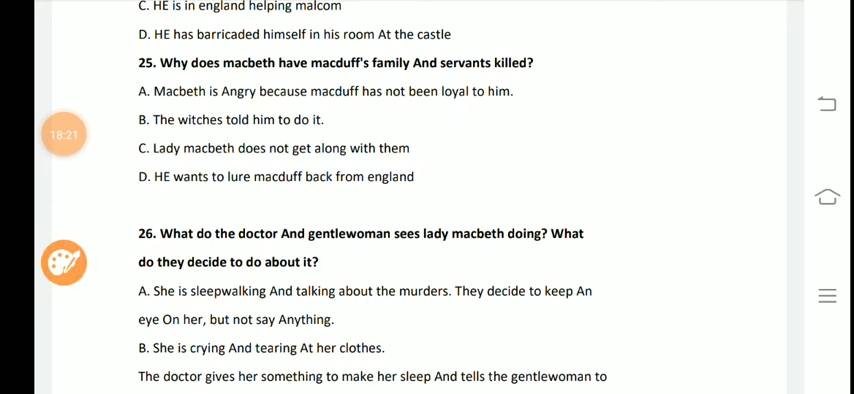 C. HE is in england helping malcom
D. HE has barricaded himself in his room At the castle
25. Why does macbeth have macduff's family And servants killed?
A. Macbeth is Angry because macduff has not been loyal to him.
18:21
B. The witches told him to do it.
C. Lady macbeth does not get along with them
D. HE wants to lure macduff back from england
26. What do the doctor And gentlewoman sees lady macbeth doing? What
do they decide to do about it?
A. She is sleepwalking And talking about the murders. They decide to keep An
eye On her, but not say Anything.
B. She is crying And tearing At her clothes.
The doctor gives her something to make her sleep And tells the gentlewoman to